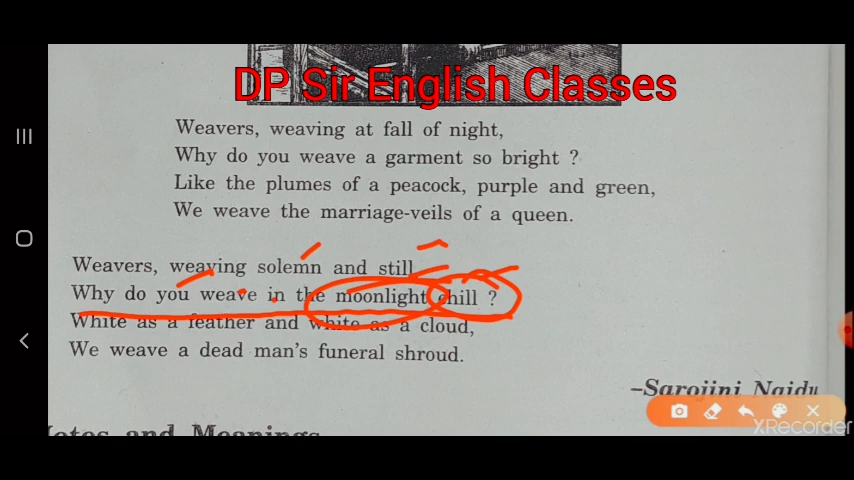 DP Sir English Classes
Weavers, weaving at fall of night,
Why do you weave a garment so bright ?
Like the plumes of a peacock, purple and green,
We weave the marriage-veils of a queen.
Weavers, weaving solemn and still
Why do you weave in the moonlight chill ?
White as a feather and white as a cloud,
We weave a dead man's funeral shroud.
–Sarojini Naidu
Notes and Meanings
XRecorder